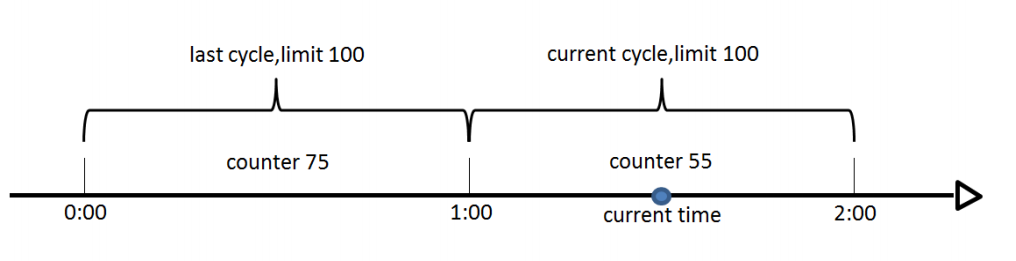 last cycle,limit 100
current cycle,limit 100
counter 75
counter 55
0:00
1:00
current time
2:00